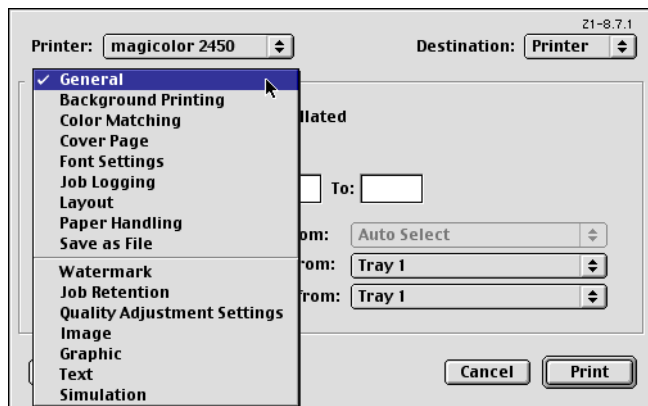 Z1-8.7.1
Printer: magicolor 2450 Destination: Printer
✓ General
Background Printing
Color Matching
Cover Page
Font Settings
Job Logging
Layout
Paper Handling
Save as File
Watermark
Job Retention
Quality Adjustment Settings
Image
Graphic
Text
Simulation
llated
To:
om: Auto Select
rom: Tray 1
from: Tray 1
Cancel Print